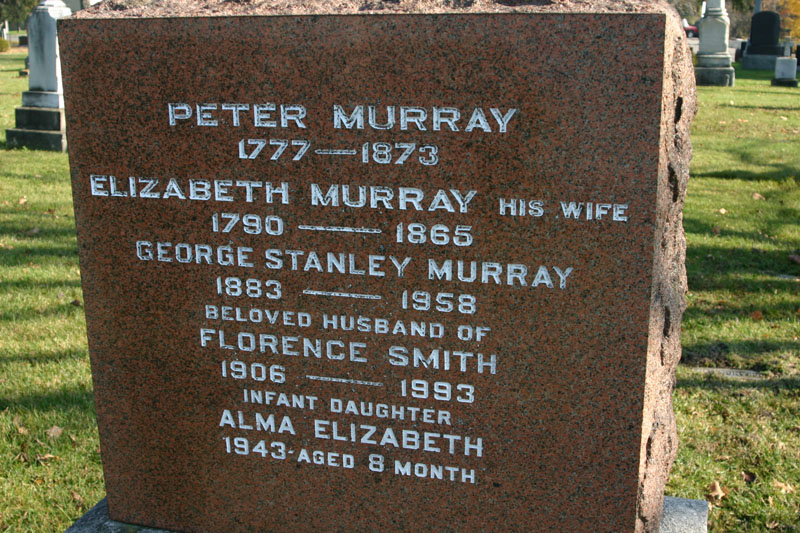 PETER MURRAY
1777 — 1873
ELIZABETH MURRAY HIS WIFE
1790 — 1865
GEORGE STANLEY MURRAY
1883 — 1958
BELOVED HUSBAND OF
FLORENCE SMITH
1906 — 1993
INFANT DAUGHTER
ALMA ELIZABETH
1943 - AGED 8 MONTH